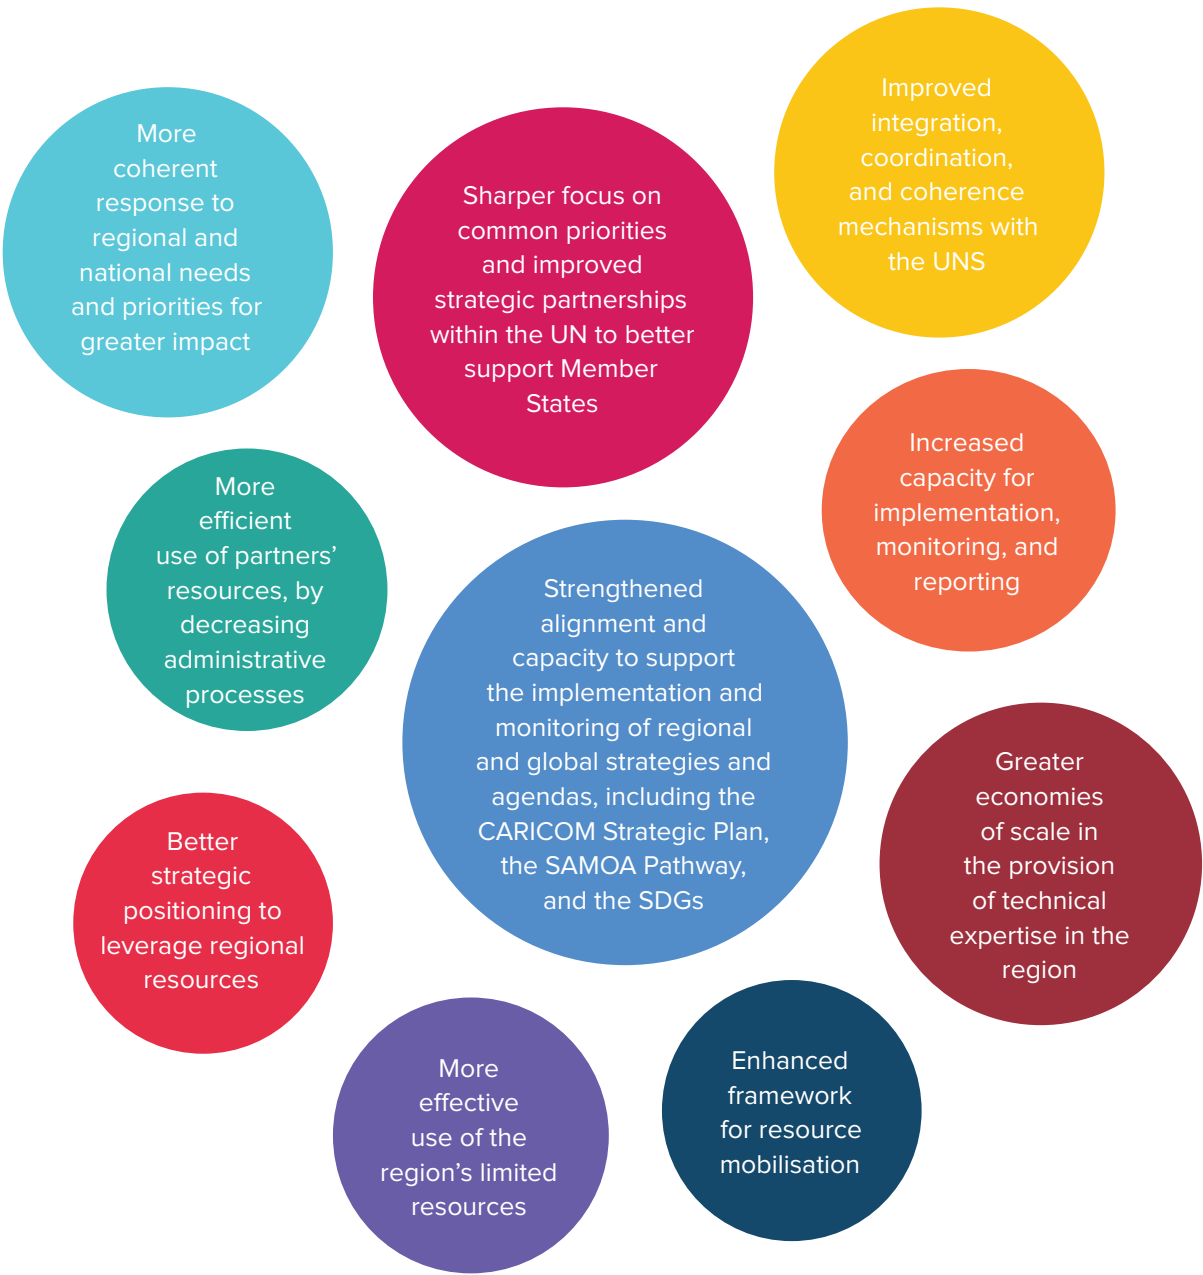 More
coherent
response to
regional and
national needs
and priorities for
greater impact
Sharper focus on
common priorities
and improved
strategic partnerships
within the UN to better
support Member
States
Improved
integration,
coordination,
and coherence
mechanisms with
the UNS
More
efficient
use of partners’
resources, by
decreasing
administrative
processes
Strengthened
alignment and
capacity to support
the implementation and
monitoring of regional
and global strategies and
agendas, including the
CARICOM Strategic Plan,
the SAMOA Pathway,
and the SDGs
Increased
capacity for
implementation,
monitoring, and
reporting
Better
strategic
positioning to
leverage regional
resources
Greater
economies
of scale in
the provision
of technical
expertise in the
region
More
effective
use of the
region’s limited
resources
Enhanced
framework
for resource
mobilisation